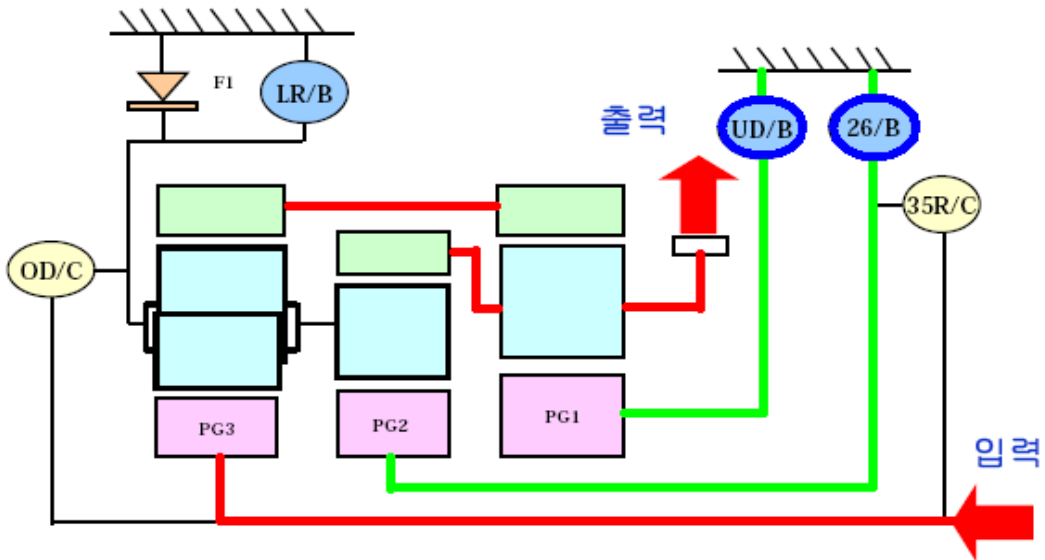 F1
LR/B
출력
UD/B
26/B
35R/C
OD/C
PG3
PG2
PG1
입력